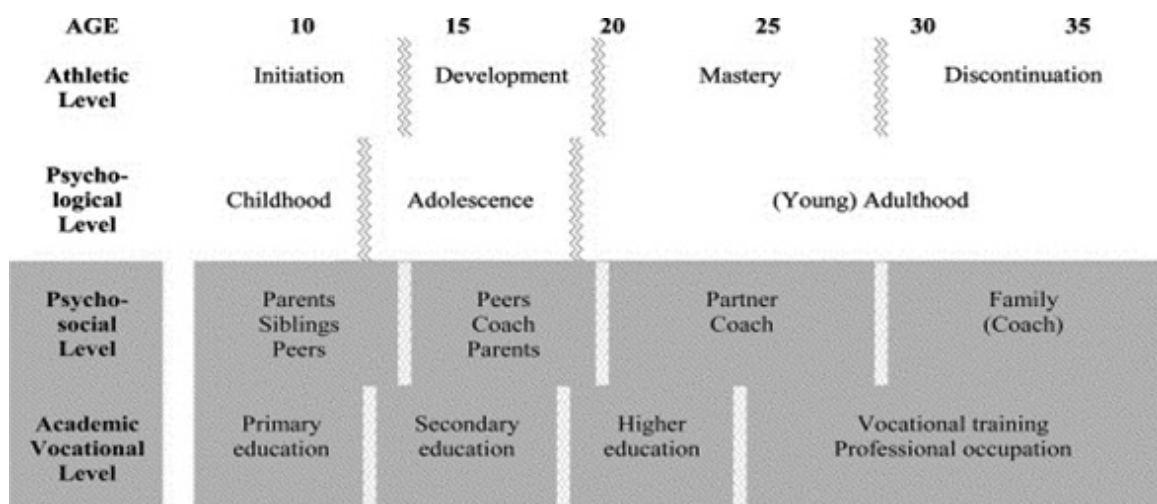 AGE 10 15 20 25 30 35
Athletic
Level
Initiation
Development
Mastery
Discontinuation
Psycho-
logical
Level
Childhood
Adolescence
(Young) Adulthood
Psycho-
social
Level
Parents
Siblings
Peers
Peers
Coach
Parents
Partner
Coach
Family
(Coach)
Academic
Vocational
Level
Primary
education
Secondary
education
Higher
education
Vocational training
Professional occupation